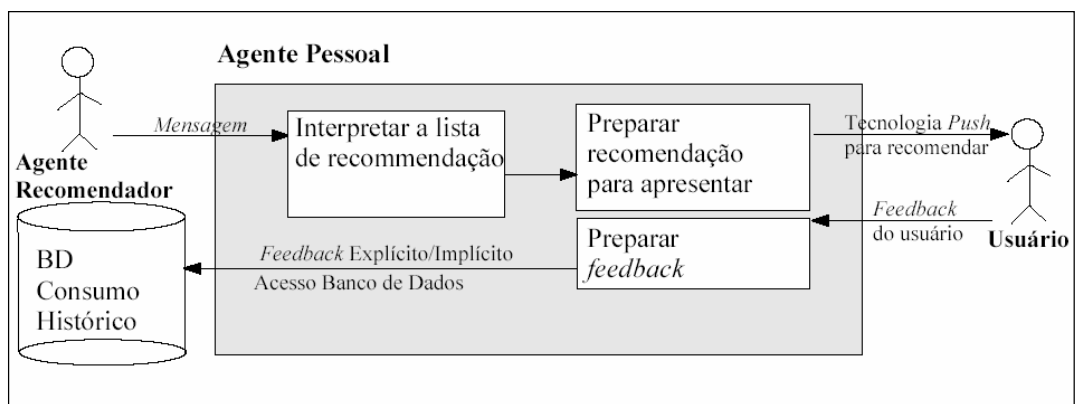 Agente Pessoal
Mensagem
Agente
Recomendador
Interpretar a lista
de recommendação
Preparar
recomendação
para apresentar
Tecnologia Push
para recomendar
Feedback
do usuário
Usuário
Preparar
feedback
Feedback Explícito/Implícito
Acesso Banco de Dados
BD
Consumo
Histórico